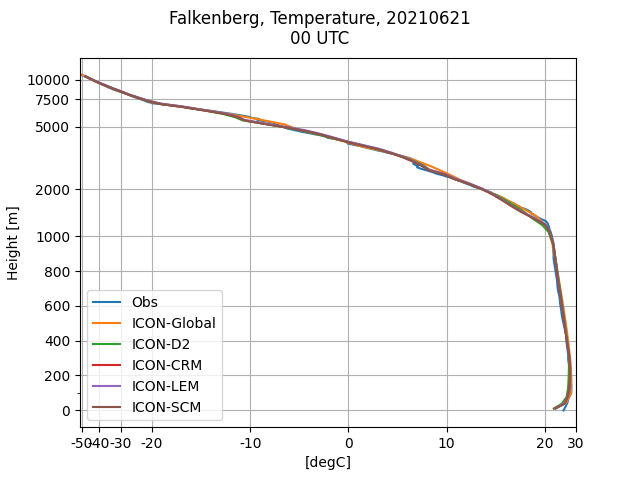 Falkenberg, Temperature, 20210621
00 UTC
Height [m]
10000
7500
5000
2000
1000
800
600
400
200
0
Obs
ICON-Global
ICON-D2
ICON-CRM
ICON-LEM
ICON-SCM
-50 -40 -30 -20 -10 0 10 20 30
[degC]